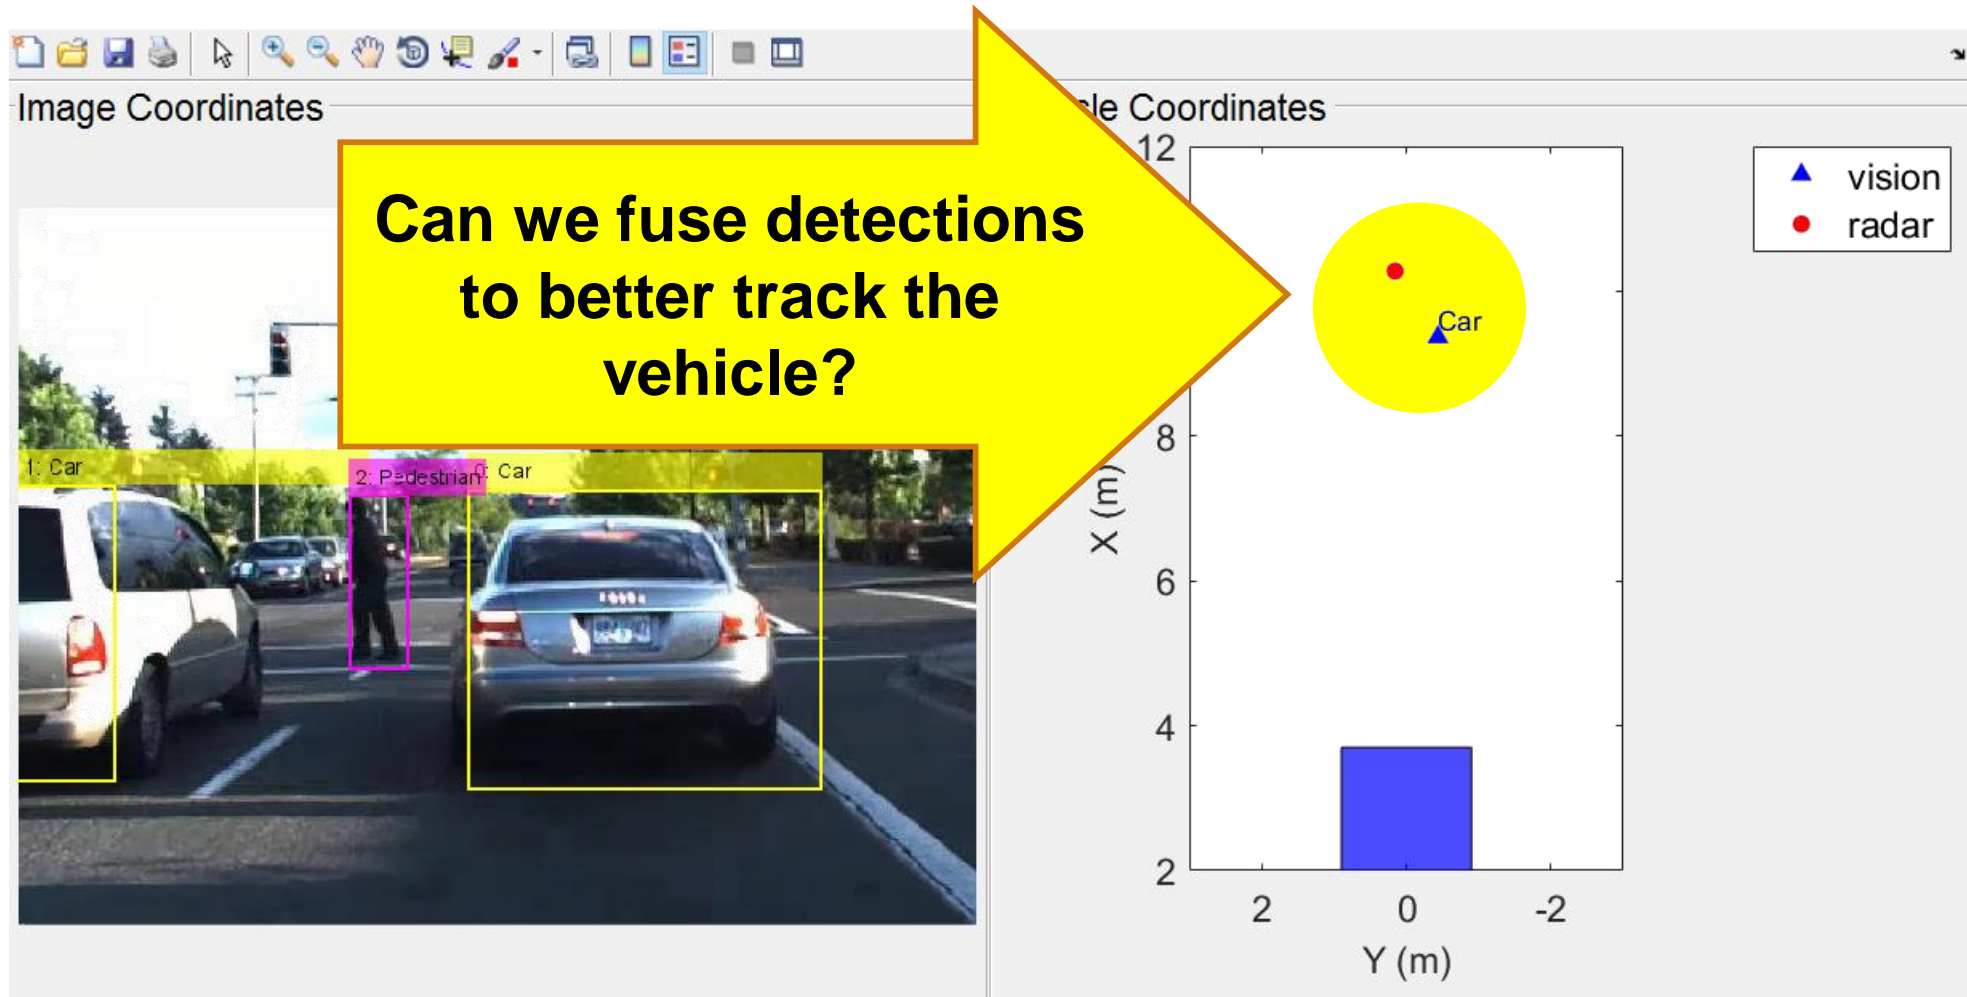 Image Coordinates
Can we fuse detections
to better track the
vehicle?
1: Car
2: Pedestrian
0: Car
Coordinates
12
8
6
4
2
2 0 -2
X (m)
Y (m)
Car
vision
radar